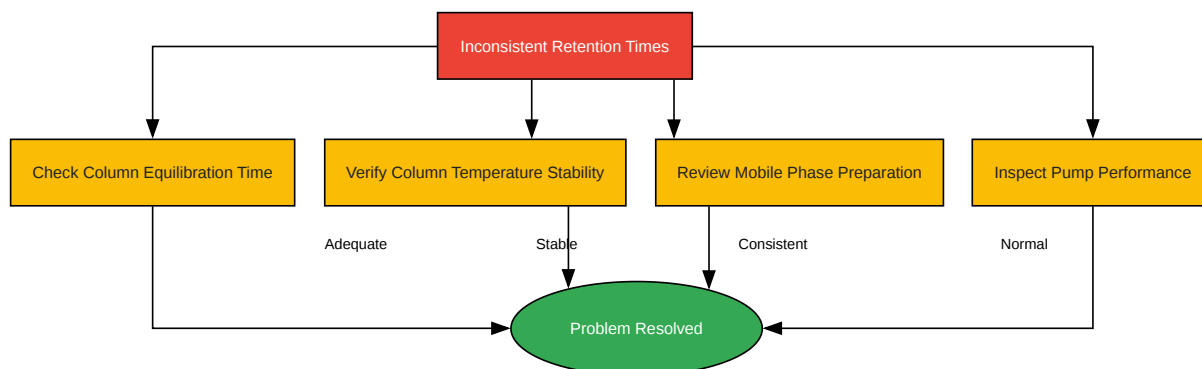 Inconsistent Retention Times
Check Column Equilibration Time
Verify Column Temperature Stability
Review Mobile Phase Preparation
Inspect Pump Performance
Adequate
Stable
Consistent
Normal
Problem Resolved